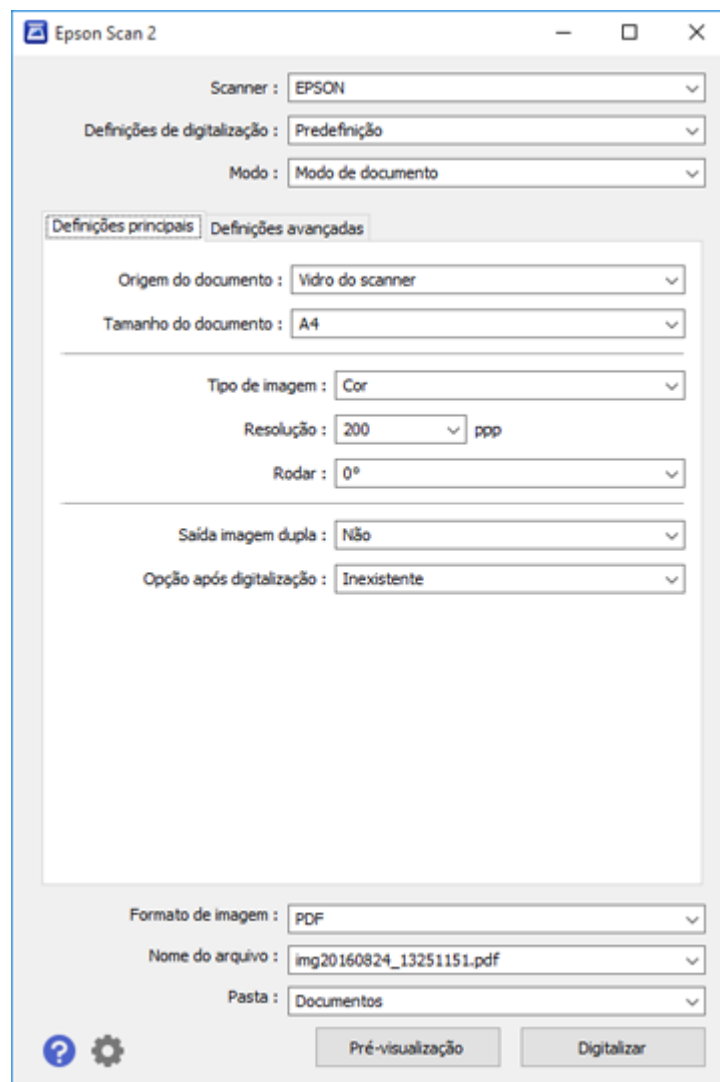 Epson Scan 2
Scanner : EPSON
Definições de digitalização : Predefinição
Modo : Modo de documento
Definições principais Definições avançadas
Origem do documento : Vidro do scanner
Tamanho do documento : A4
Tipo de imagem : Cor
Resolução : 200 ppp
Rodar : 0°
Saída imagem dupla : Não
Opção após digitalização : Inexistente
Formato de imagem : PDF
Nome do arquivo : img20160824_13251151.pdf
Pasta : Documentos
? Pré-visualização Digitalizar